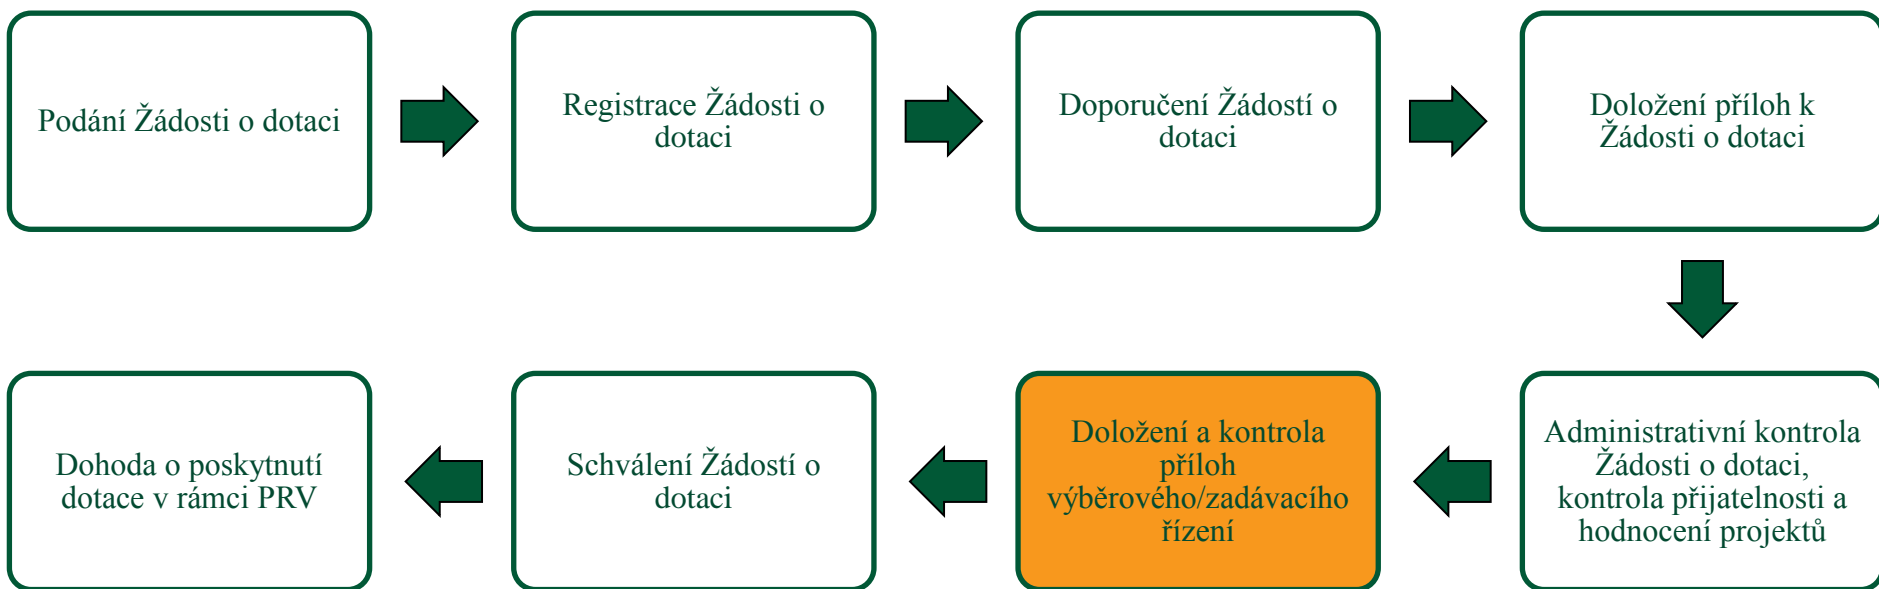 Podání Žádosti o dotaci
Registrace Žádosti o
dotaci
Doporučení Žádostí o
dotaci
Doložení příloh k
Žádosti o dotaci
Administrativní kontrola
Žádosti o dotaci,
kontrola přijatelnosti a
hodnocení projektů
Doložení a kontrola
příloh
výběrového/zadávacího
řízení
Schválení Žádostí o
dotaci
Dohoda o poskytnutí
dotace v rámci PRV